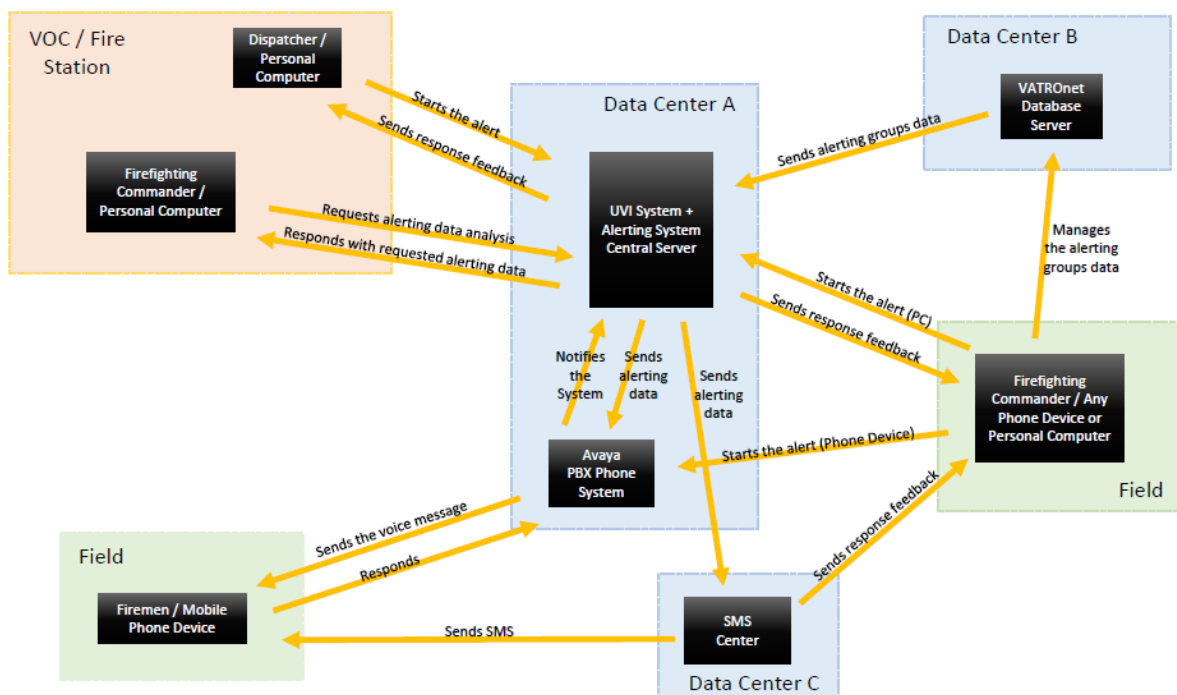 VOC / Fire
Station
Dispatcher /
Personal
Computer
Firefighting
Commander /
Personal Computer
Starts the alert
Sends response feedback
Requests alerting data analysis
Responds with requested alerting data
Data Center A
UVI System +
Alerting System
Central Server
Data Center B
VATROnet
Database
Server
Sends alerting groups data
Manages
the alerting
groups data
Starts the alert (PC)
Sends response feedback
Notifies
the
System
Sends
alerting
data
Sends
alerting
data
Firefighting
Commander / Any
Phone Device or
Personal Computer
Field
Starts the alert (Phone Device)
Avaya
PBX Phone
System
Sends the voice message
Responds
Sends response feedback
Field
Firemen / Mobile
Phone Device
Sends SMS
SMS
Center
Data Center C